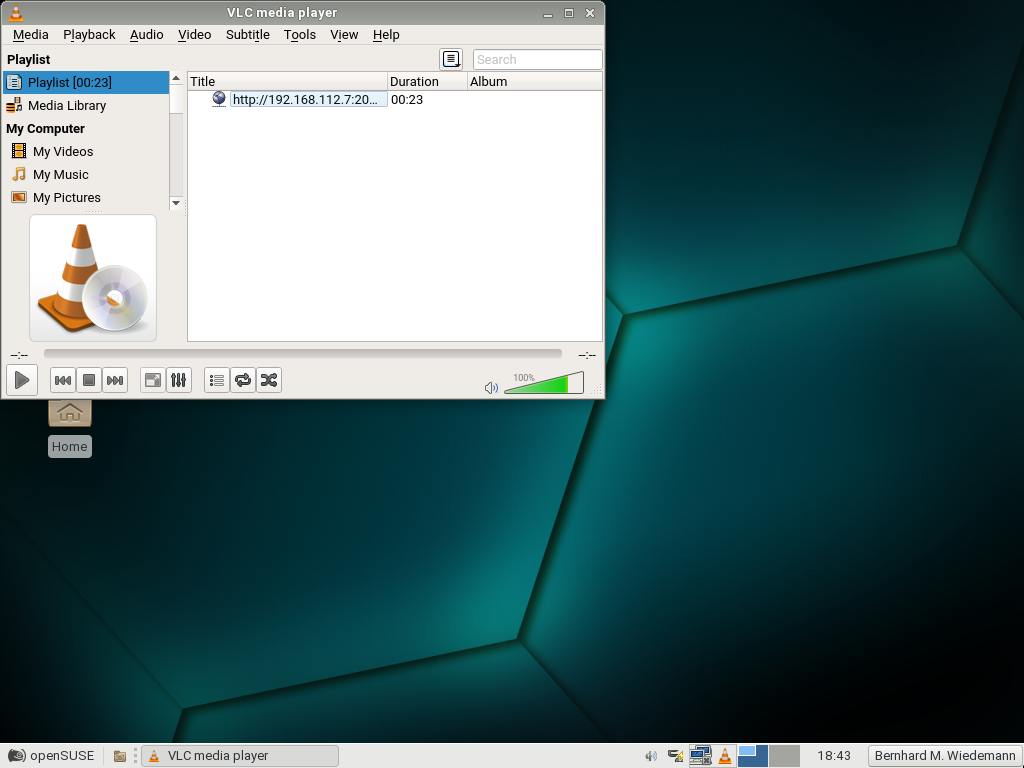 VLC media player
Media Playback Audio Video Subtitle Tools View Help
Playlist
Search
Playlist [00:23]
Media Library
My Computer
My Videos
My Music
My Pictures
Title Duration Album
http://192.168.112.7:20... 00:23
--:-- --:--
100%
Home
openSUSE
VLC media player
18:43
Bernhard M. Wiedemann